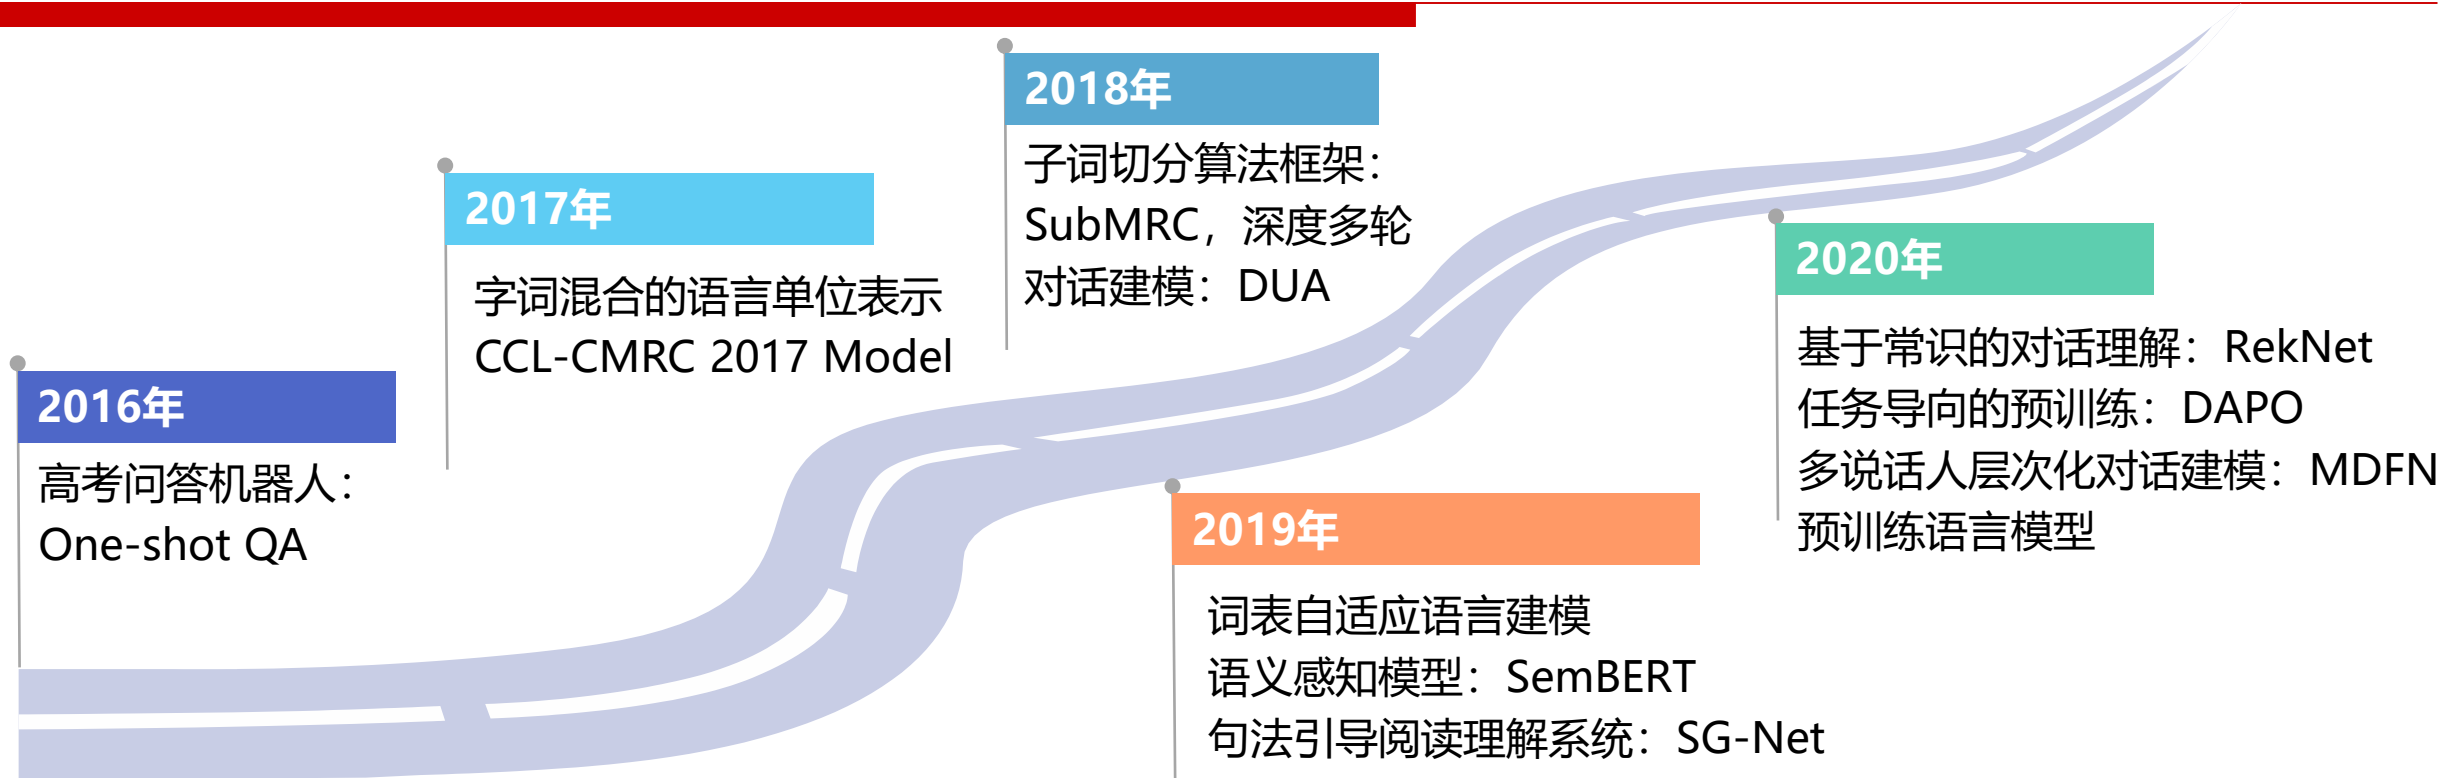 2016年
高考问答机器人：
One-shot QA
2017年
字词混合的语言单位表示
CCL-CMRC 2017 Model
2018年
子词切分算法框架：
SubMRC，深度多轮
对话建模：DUA
2019年
词表自适应语言建模
语义感知模型：SemBERT
句法引导阅读理解系统：SG-Net
2020年
基于常识的对话理解：RekNet
任务导向的预训练：DAPO
多说话人层次化对话建模：MDFN
预训练语言模型